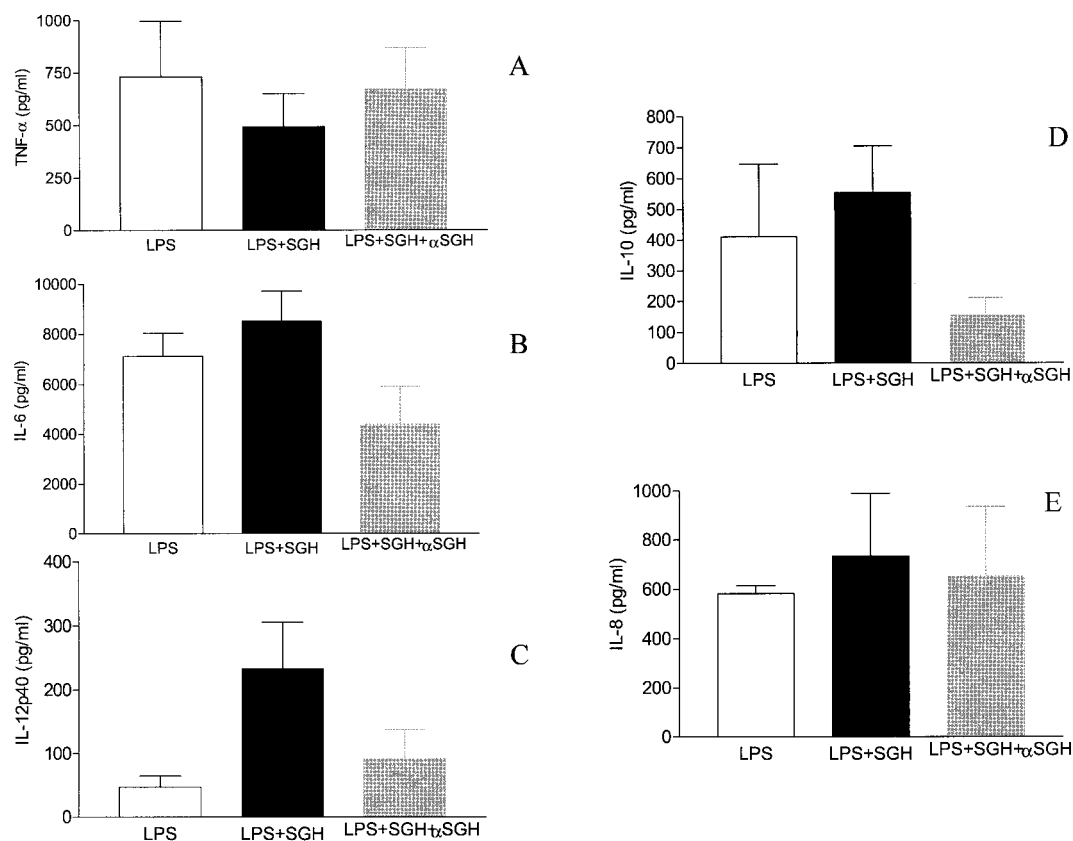 1000
750
500
250
0
TNF-α (pg/ml)
LPS
LPS+SGH
LPS+SGH+αSGH
A
10000
8000
6000
4000
2000
0
IL-6 (pg/ml)
LPS
LPS+SGH
LPS+SGH+αSGH
B
400
300
200
100
0
IL-12p40 (pg/ml)
LPS
LPS+SGH
LPS+SGH+αSGH
C
800
700
600
500
400
300
200
100
0
IL-10 (pg/ml)
LPS
LPS+SGH
LPS+SGH+αSGH
D
1000
800
600
400
200
0
IL-8 (pg/ml)
LPS
LPS+SGH
LPS+SGH+αSGH
E